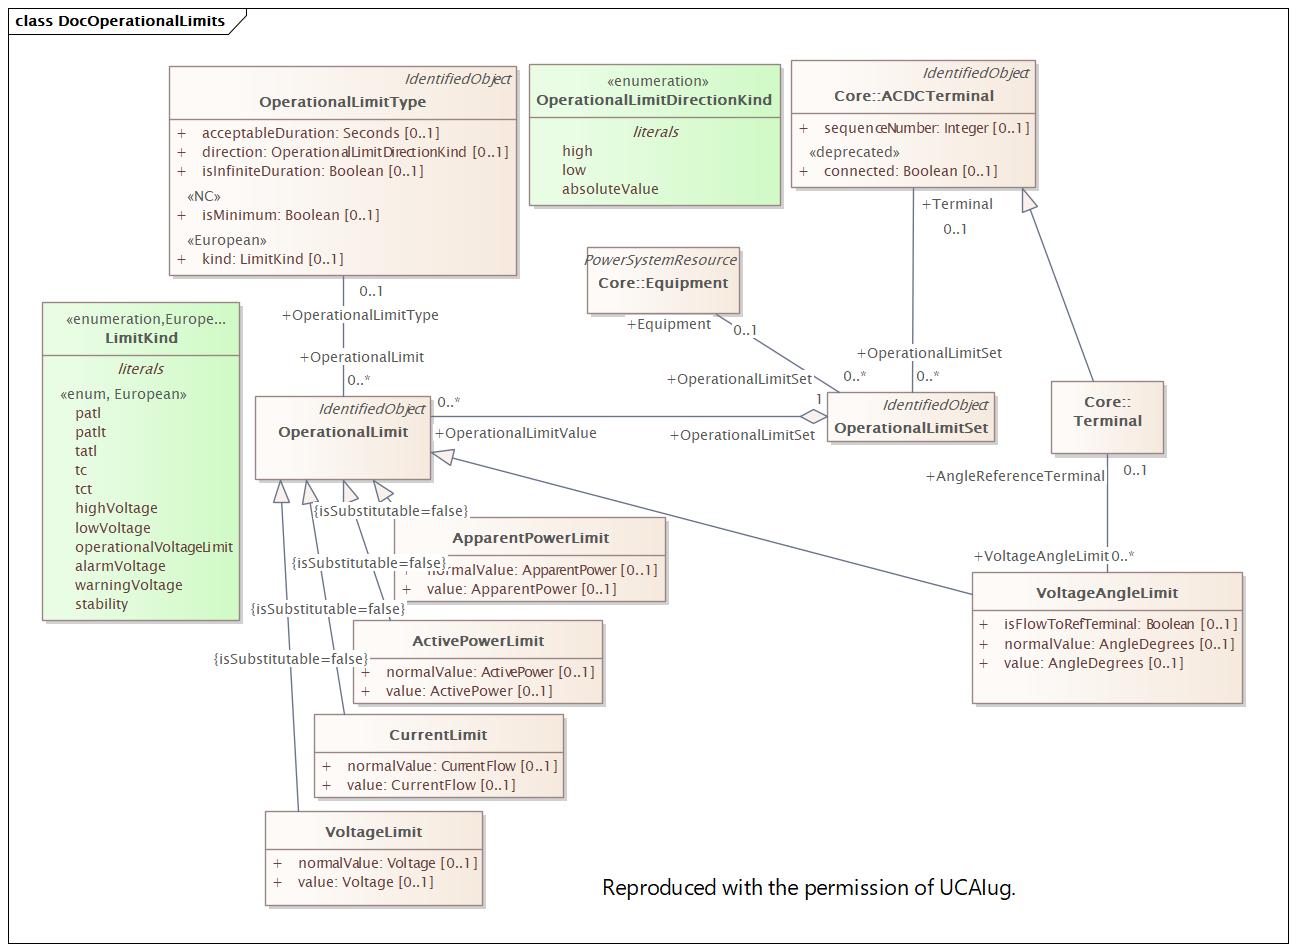 class DocOperationalLimits
IdentifiedObject
OperationalLimitType
+ acceptableDuration: Seconds [0..1]
+ direction: OperationalLimitDirectionKind [0..1]
+ isInfiniteDuration: Boolean [0..1]
«NC»
+ isMinimum: Boolean [0..1]
«European»
+ kind: LimitKind [0..1]
«enumeration»
OperationalLimitDirectionKind
literals
high
low
absoluteValue
IdentifiedObject
Core::ACDCTerminal
+ sequenceNumber: Integer [0..1]
«deprecated»
+ connected: Boolean [0..1]
+Terminal
0..1
PowerSystemResource
Core::Equipment
+Equipment
0..1
0..1
+OperationalLimitType
+OperationalLimit
0..*
«enumeration,Europe...
LimitKind
literals
«enum, European»
patl
patlt
tatl
tc
tct
highVoltage
lowVoltage
operationalVoltageLimit
alarmVoltage
warningVoltage
stability
+OperationalLimitSet
0..*
+OperationalLimitSet
0..*
IdentifiedObject
OperationalLimit
0..*
+OperationalLimitValue
1
+OperationalLimitSet
IdentifiedObject
OperationalLimitSet
Core::
Terminal
+AngleReferenceTerminal
0..1
+VoltageAngleLimit
0..*
VoltageAngleLimit
+ isFlowToRefTerminal: Boolean [0..1]
+ normalValue: AngleDegrees [0..1]
+ value: AngleDegrees [0..1]
{isSubstitutable=false}
ApparentPowerLimit
{isSubstitutable=false}
normalValue: ApparentPower [0..1]
+ value: ApparentPower [0..1]
{isSubstitutable=false}
ActivePowerLimit
{isSubstitutable=false}
+ normalValue: ActivePower [0..1]
+ value: ActivePower [0..1]
CurrentLimit
+ normalValue: CurrentFlow [0..1]
+ value: CurrentFlow [0..1]
VoltageLimit
+ normalValue: Voltage [0..1]
+ value: Voltage [0..1]
Reproduced with the permission of UCAIug.